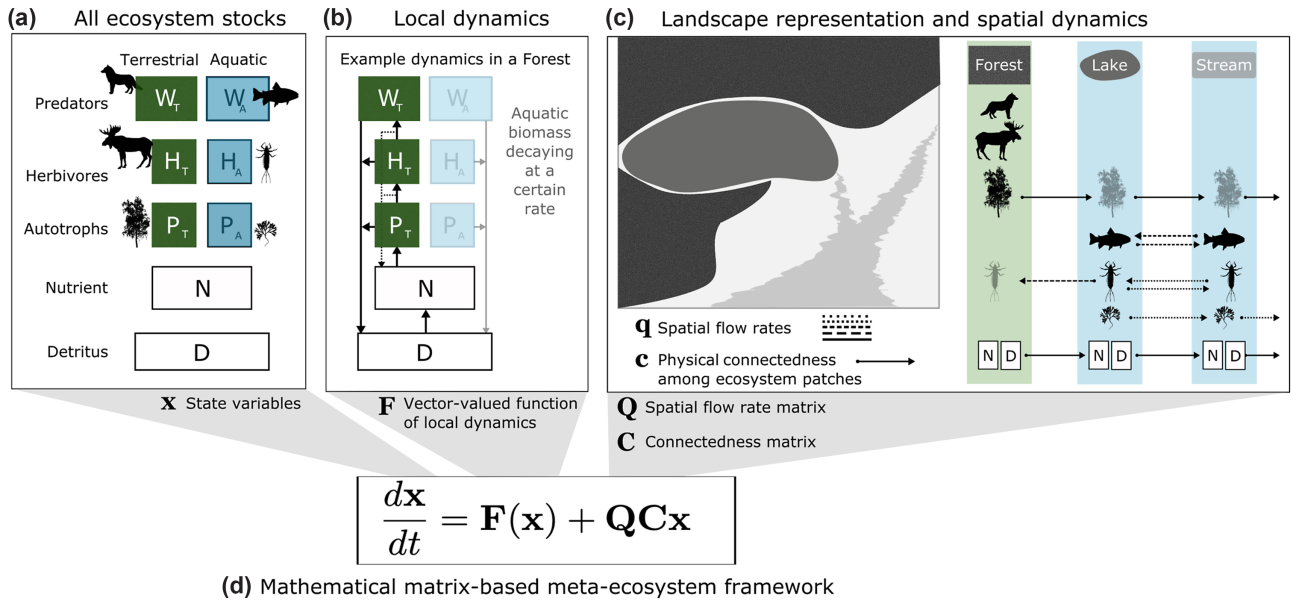 (a) All ecosystem stocks
Terrestrial Aquatic
Predators
W_T
W_A
Herbivores
H_T
H_A
Autotrophs
P_T
P_A
Nutrient
N
Detritus
D
x State variables
(b) Local dynamics
Example dynamics in a Forest
W_T
W_A
H_T
H_A
P_T
P_A
N
D
Aquatic
biomass
decaying
at a
certain
rate
F Vector-valued function
of local dynamics
(c) Landscape representation and spatial dynamics
q Spatial flow rates
c Physical connectedness
among ecosystem patches
Forest
Lake
Stream
N D
N D
N D
Q Spatial flow rate matrix
C Connectedness matrix
dx/dt = F(x) + QCx
(d) Mathematical matrix-based meta-ecosystem framework